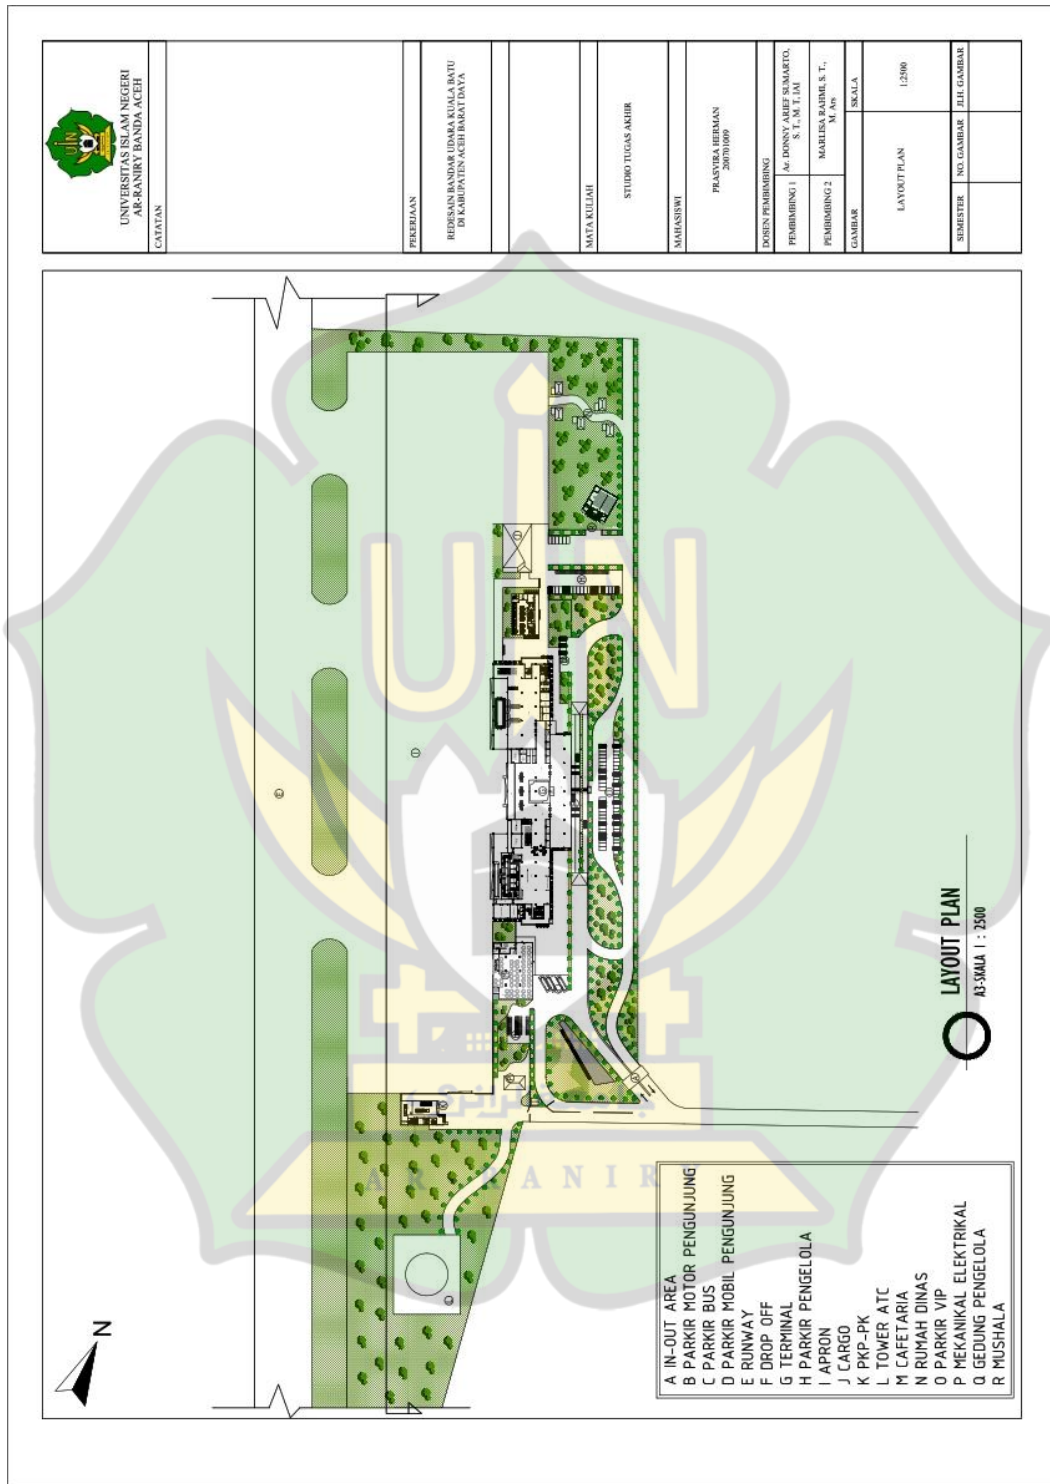 UNIVERSITAS ISLAM NEGERI
AR-RANIRY BANDA ACEH
CATATAN
PEKERJAAN
REDESAIN BANDAR UDARA KUALA BATU
DI KABUPATEN ACEH BARAT DAYA
MATA KULIAH
STUDIO TUGAS AKHIR
MAHASISWI
PRASVIRA HERMAN
200701009
DOSEN PEMBIMBING
PEMBIMBING 1
Ar. DONNY ARIEF SUMARTO,
S. T., M. T, IAI
PEMBIMBING 2
MARLISA RAHMI, S. T.,
M. Ars
GAMBAR
SKALA
LAYOUT PLAN
1:2500
SEMESTER
NO. GAMBAR
JLH. GAMBAR
N
LAYOUT PLAN
A3-SKALA 1 : 2500
A IN-OUT AREA
B PARKIR MOTOR PENGUNJUNG
C PARKIR BUS
D PARKIR MOBIL PENGUNJUNG
E RUNWAY
F DROP OFF
G TERMINAL
H PARKIR PENGELOLA
I APRON
J CARGO
K PKP-PK
L TOWER ATC
M CAFETARIA
N RUMAH DINAS
O PARKIR VIP
P MEKANIKAL ELEKTRIKAL
Q GEDUNG PENGELOLA
R MUSHALA
UIN
AR - RANIRY